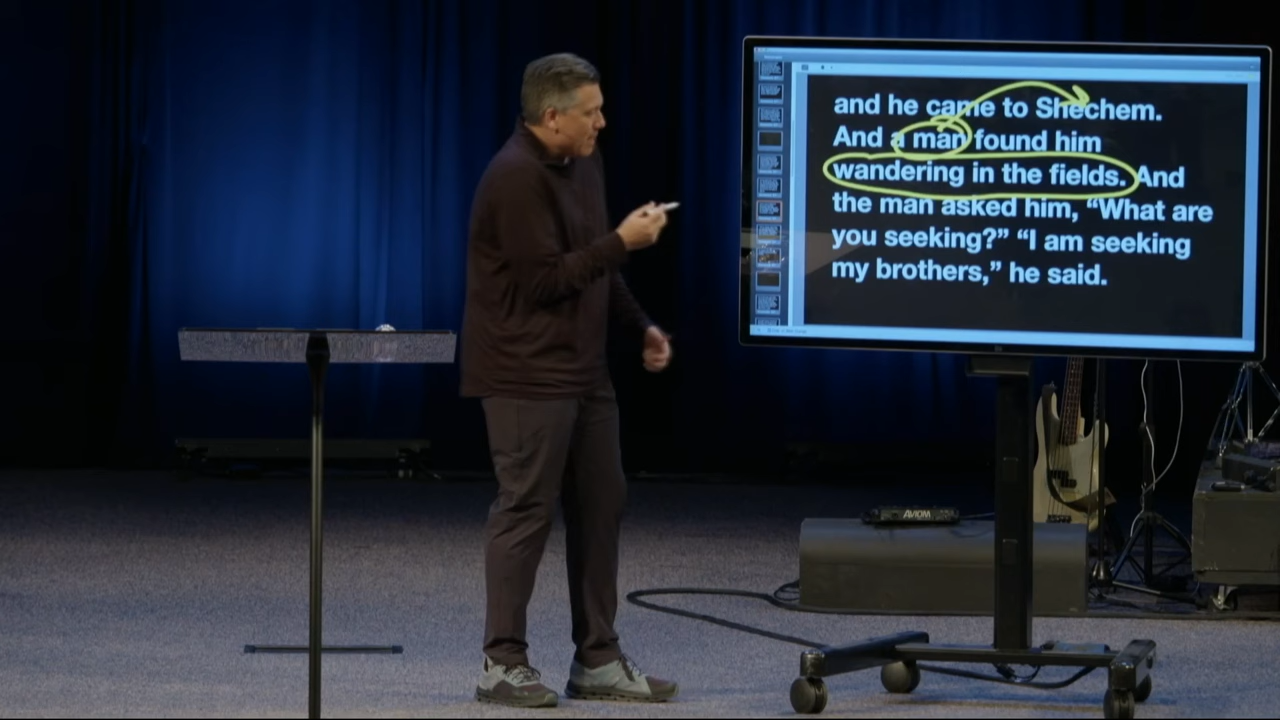 and he came to Shechem.
And a man found him
wandering in the fields. And
the man asked him, “What are
you seeking?” “I am seeking
my brothers,” he said.
AVIOM